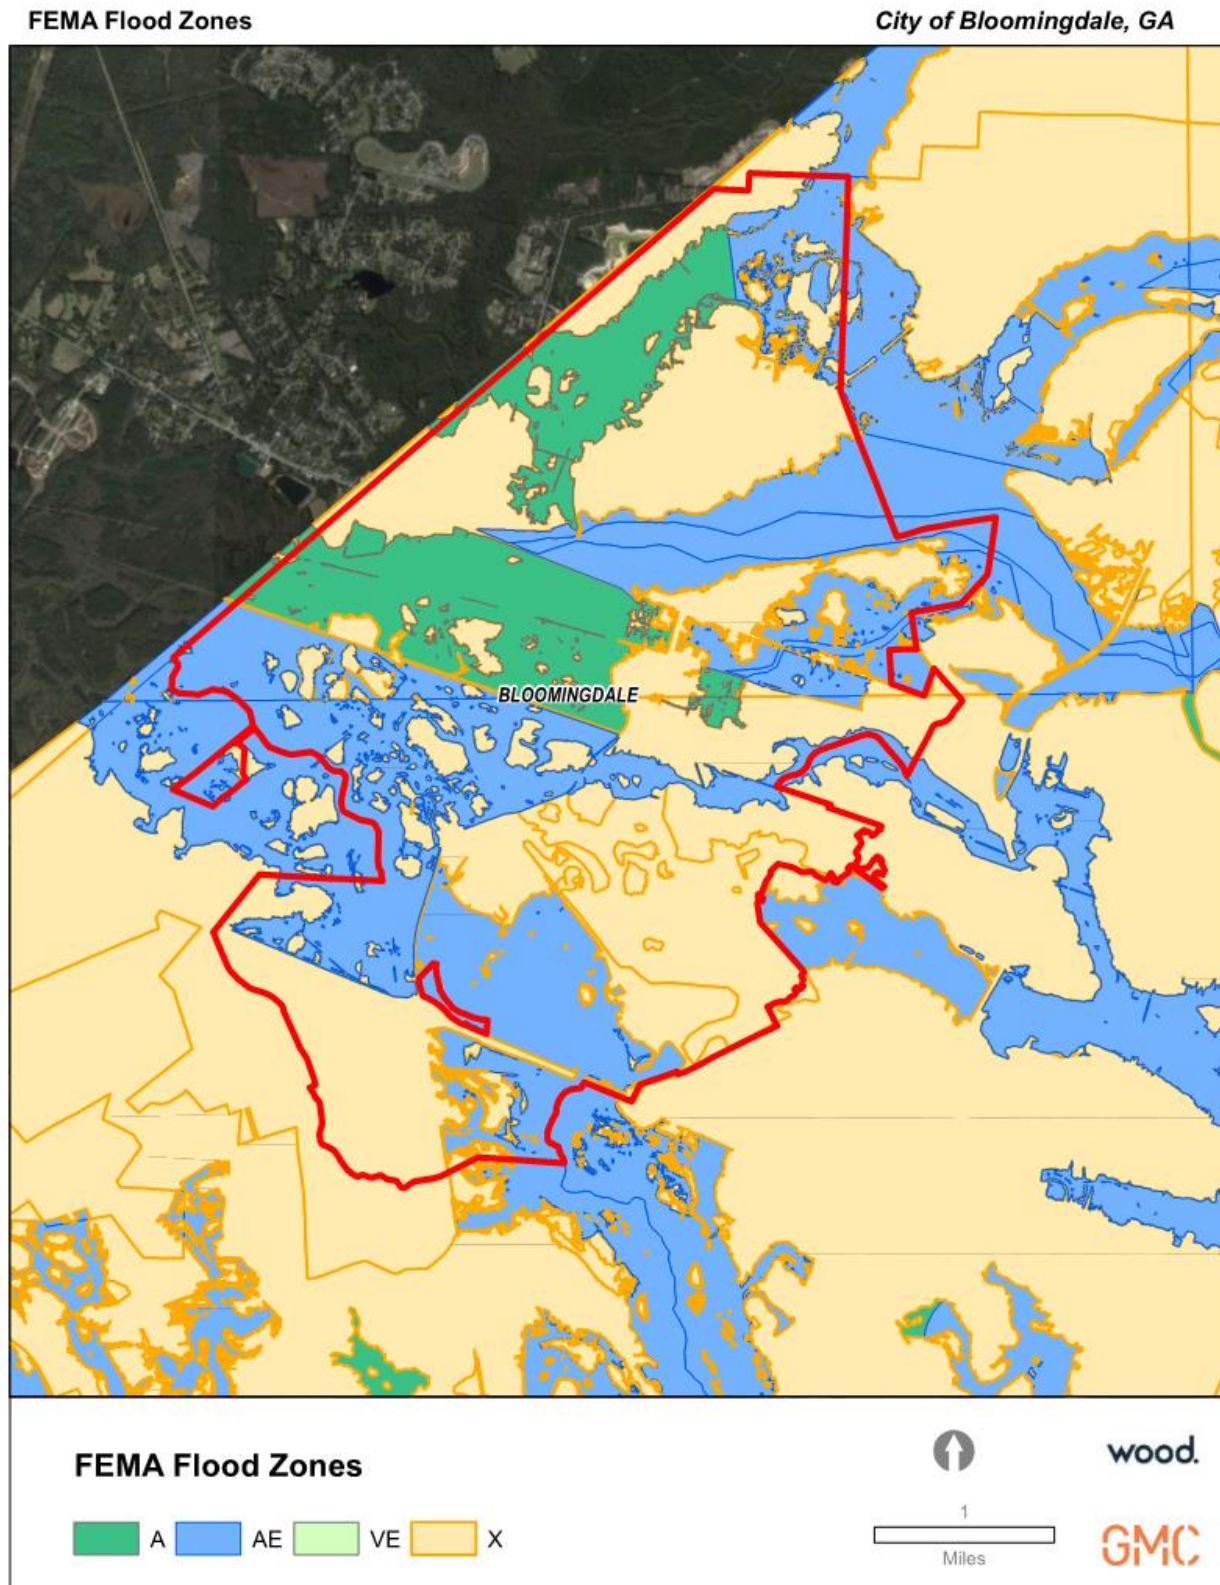 FEMA Flood Zones
City of Bloomingdale, GA
BLOOMINGDALE
FEMA Flood Zones
A
AE
VE
X
1
Miles
wood.
GMC